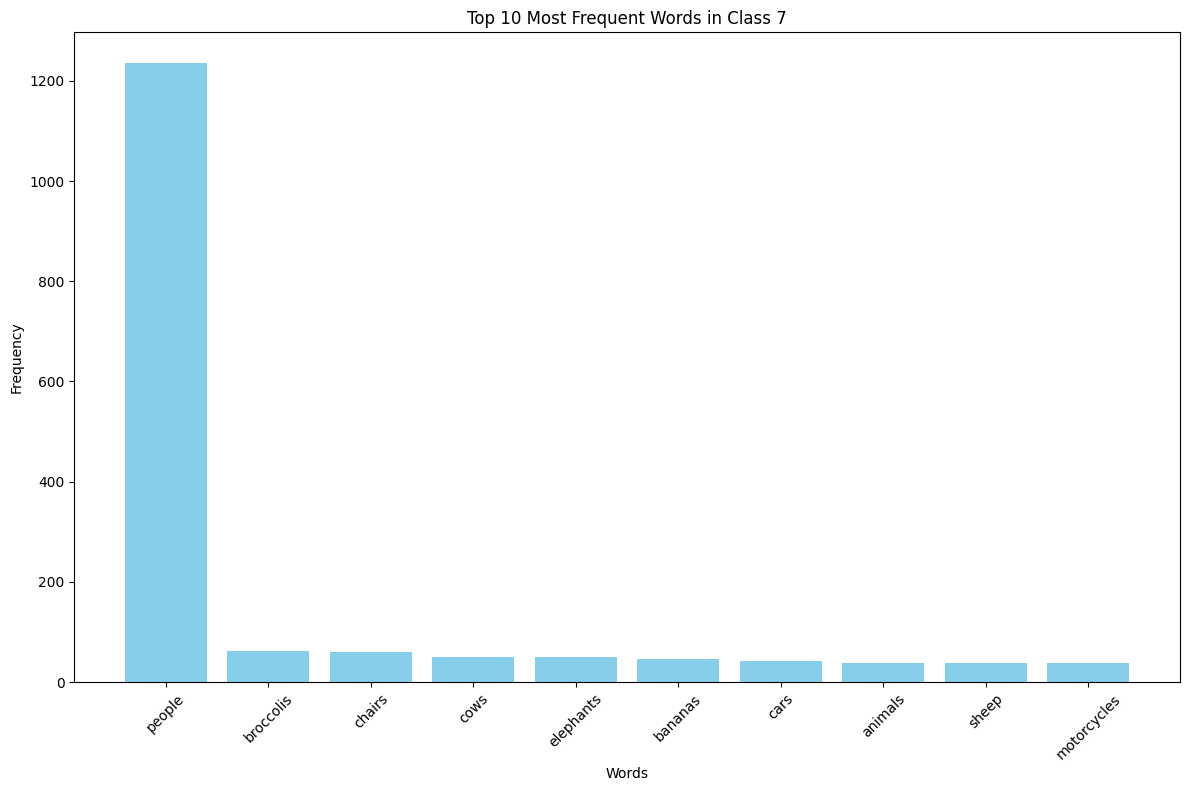 Top 10 Most Frequent Words in Class 7
Frequency
1200
1000
800
600
400
200
0
people
broccolis
chairs
cows
elephants
bananas
cars
animals
sheep
motorcycles
Words